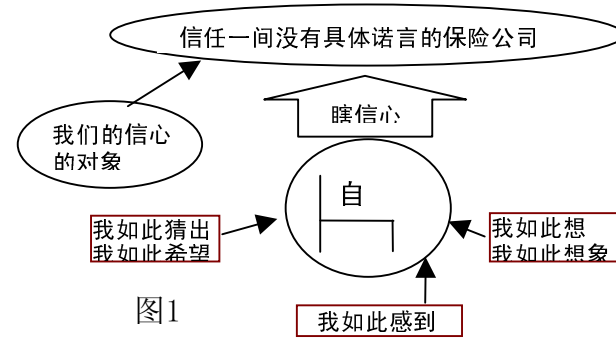 信任一间没有具体诺言的保险公司
我们的信心
的对象
瞎信心
自
我如此猜出
我如此希望
我如此想
我如此想象
我如此感到
图1